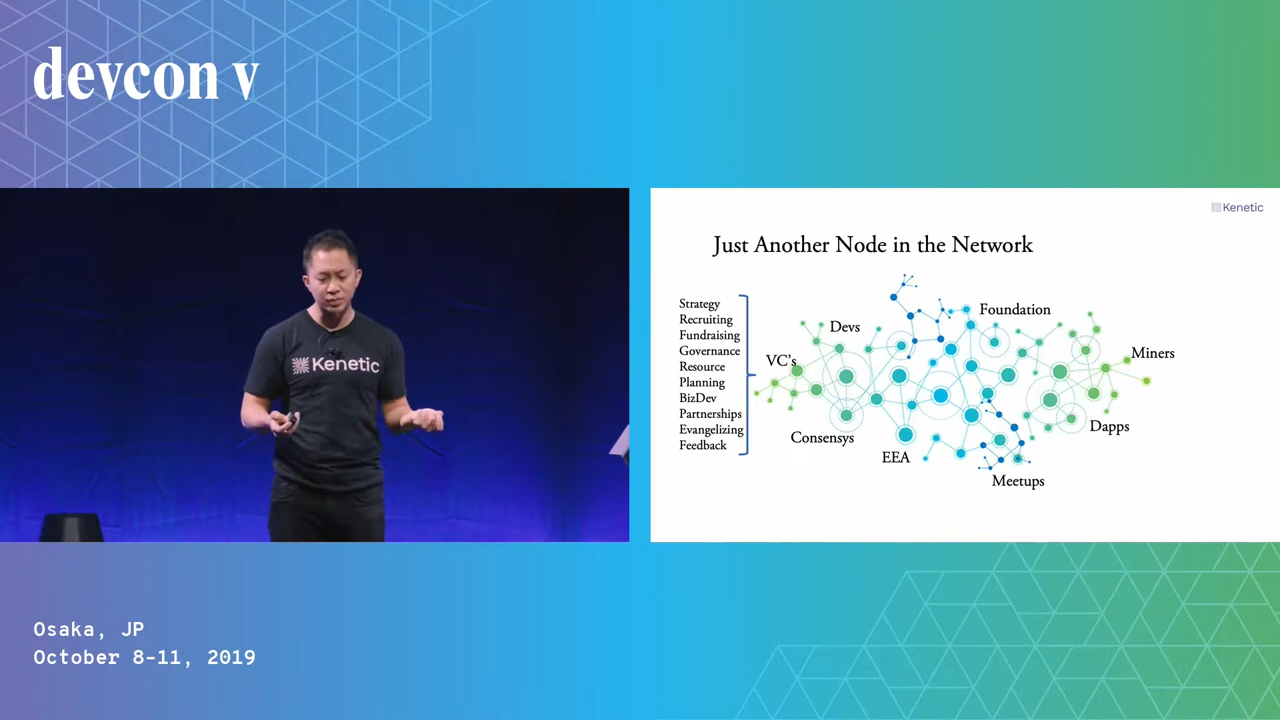 devcon v
Kenetic
Kenetic
Just Another Node in the Network
Strategy
Recruiting
Fundraising
Governance
Resource
Planning
BizDev
Partnerships
Evangelizing
Feedback
VC's
Devs
Foundation
Miners
Consensys
EEA
Meetups
Dapps
Osaka, JP
October 8-11, 2019